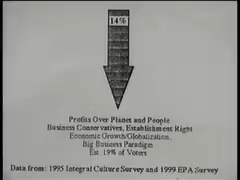 14%
Profits Over Planet and People
Business Conservatives, Establishment Right
Economic Growth/Globalization
Big Business Paradigm
Est. 19% of Voters
Data from: 1995 Integral Culture Survey and 1999 EPA Survey